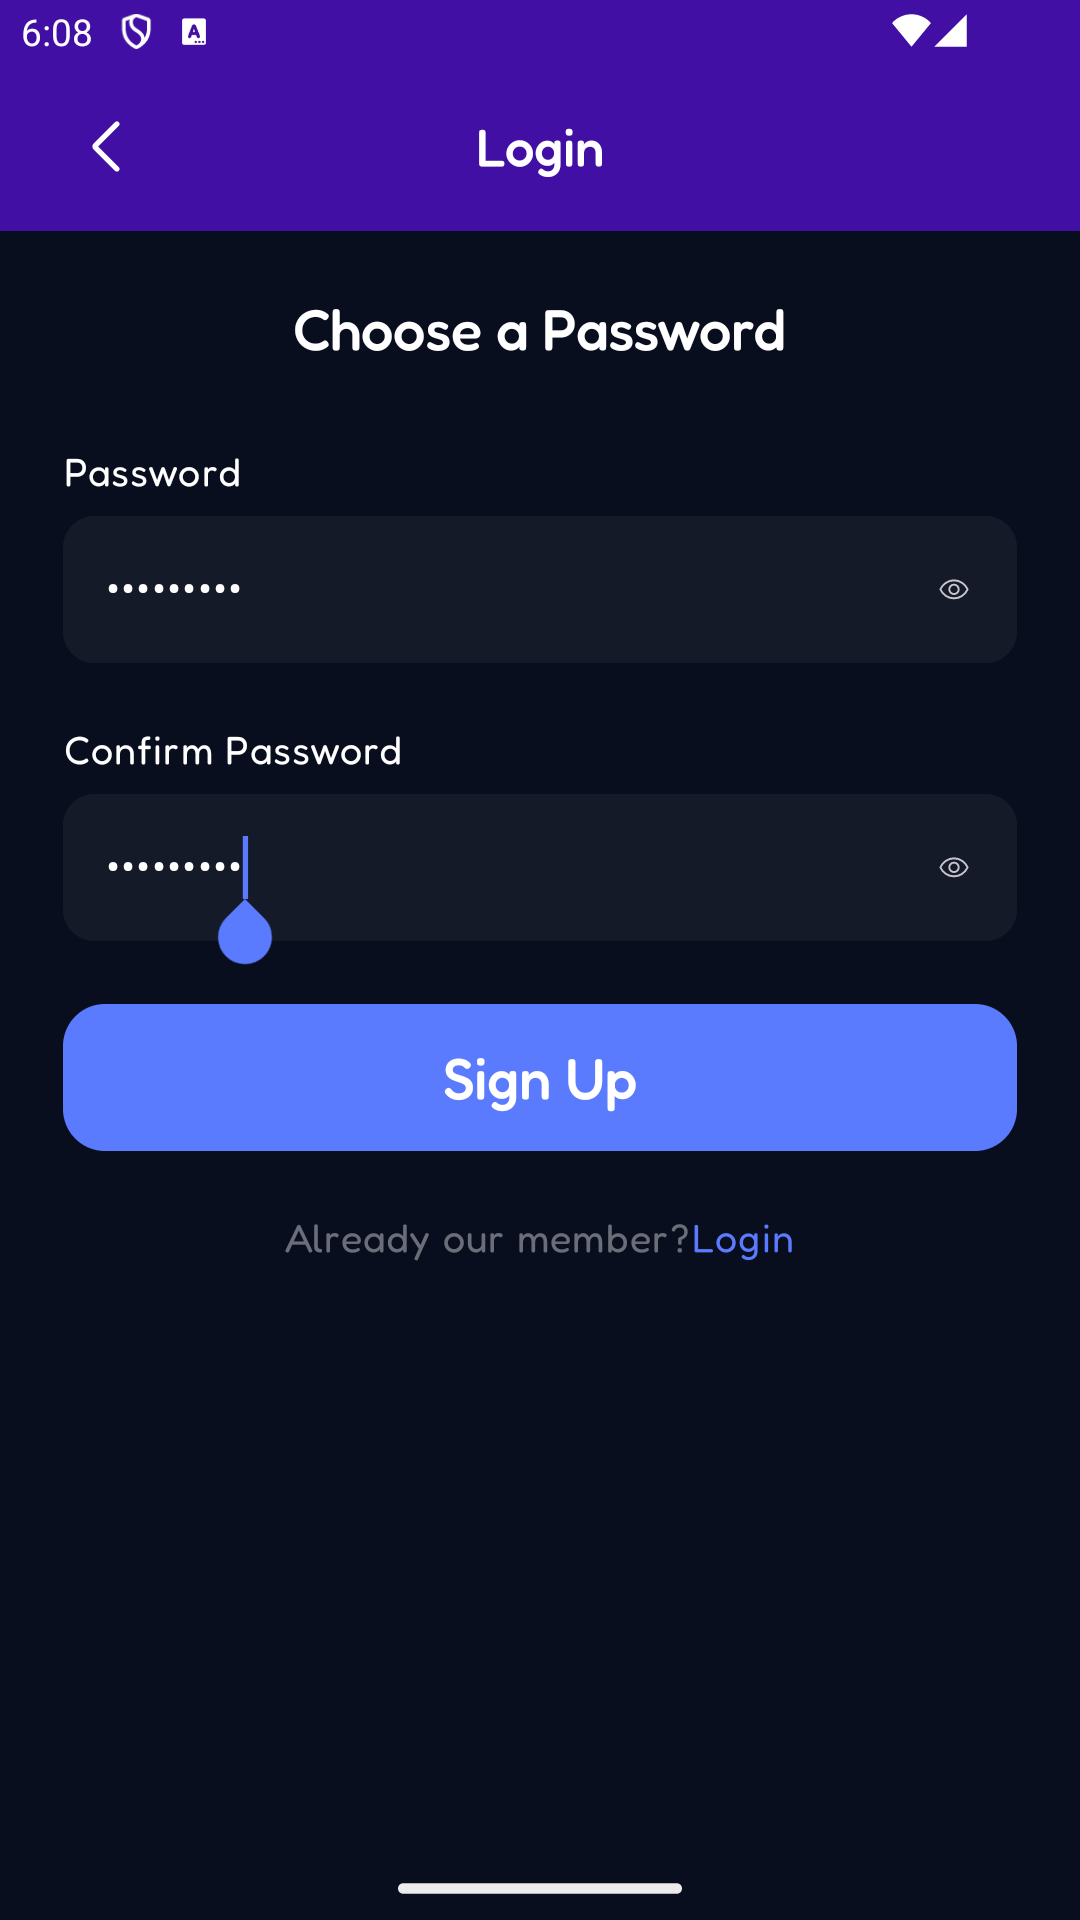 6:08
Login
Choose a Password
Password
•••••••••
Confirm Password
•••••••••
Sign Up
Already our member?Login